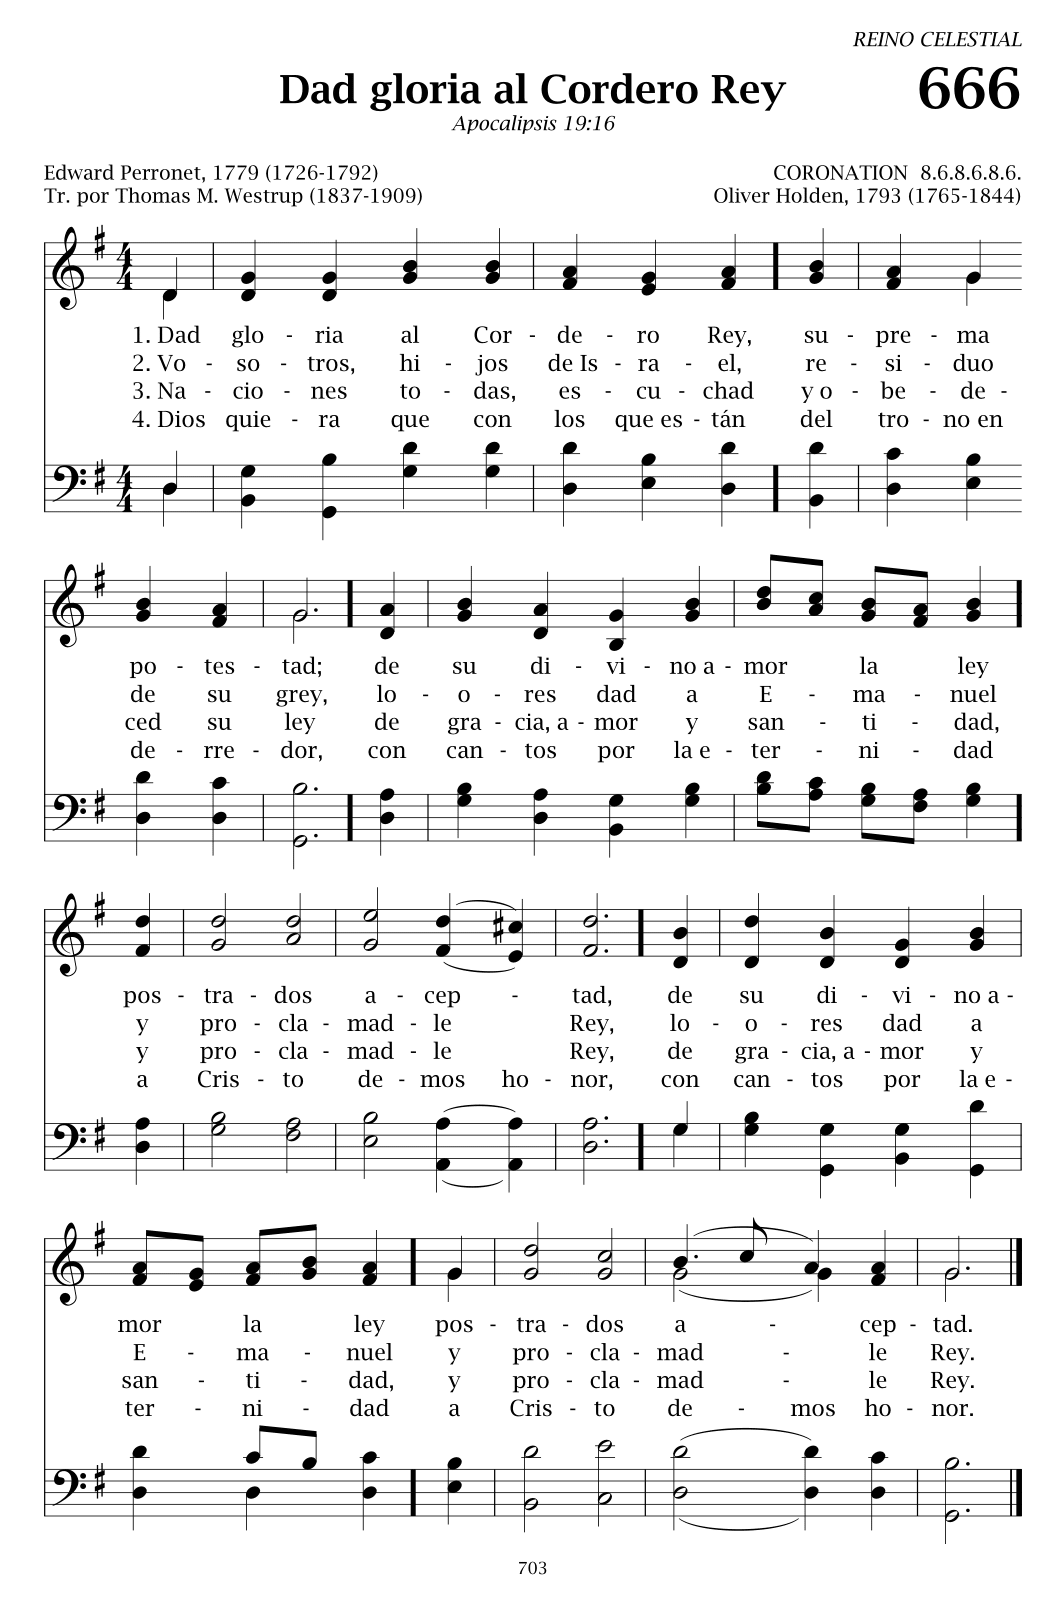 REINO CELESTIAL
Dad gloria al Cordero Rey 666
Apocalipsis 19:16
Edward Perronet, 1779 (1726-1792) CORONATION 8.6.8.6.8.6.
Tr. por Thomas M. Westrup (1837-1909) Oliver Holden, 1793 (1765-1844)
1. Dad glo - ria al Cor - de - ro Rey, su - pre - ma
2. Vo - so - tros, hi - jos de Is - ra - el, re - si - duo
3. Na - cio - nes to - das, es - cu - chad y o - be - de -
4. Dios quie - ra que con los que es - tán del tro - no en
po - tes - tad; de su di - vi - no a - mor la ley
de su grey, lo - o - res dad a E - ma - nuel
ced su ley de gra - cia, a - mor y san - ti - dad,
de - rre - dor, con can - tos por la e - ter - ni - dad
pos - tra - dos a - cep - tad, de su di - vi - no a -
y pro - cla - mad - le Rey, lo - o - res dad a
y pro - cla - mad - le Rey, de gra - cia, a - mor y
a Cris - to de - mos ho - nor, con can - tos por la e -
mor la ley pos - tra - dos a - cep - tad.
E - ma - nuel y pro - cla - mad - le Rey.
san - ti - dad, y pro - cla - mad - le Rey.
ter - ni - dad a Cris - to de - mos ho - nor.
703